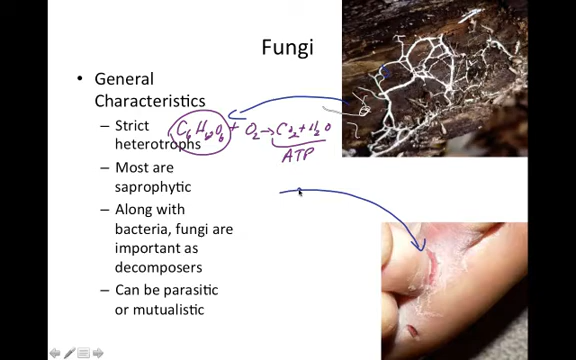 Fungi
• General
Characteristics
– Strict
heterotrophs
C6H12O6 + O2 → CO2 + H2O
ATP
– Most are
saprophytic
– Along with
bacteria, fungi are
important as
decomposers
– Can be parasitic
or mutualistic